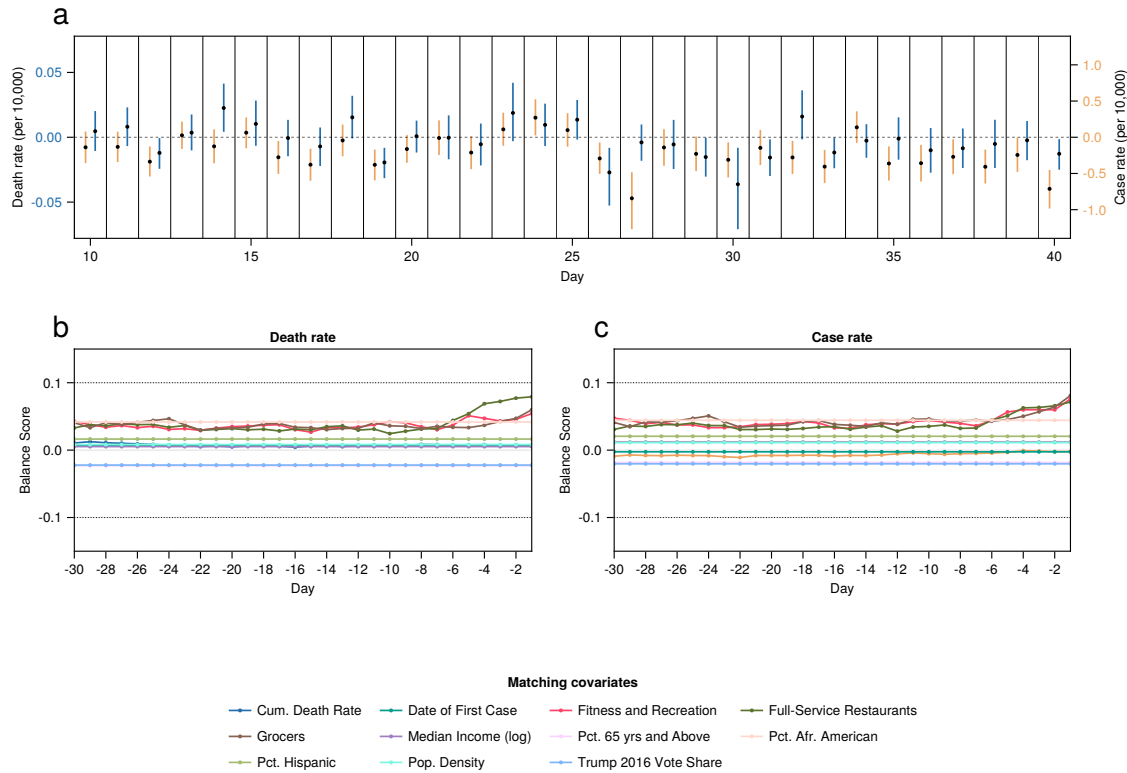 a
Death rate (per 10,000)
0.05
0.00
-0.05
1.0
0.5
0.0
-0.5
-1.0
Case rate (per 10,000)
10 15 20 25 30 35 40
Day
b
Death rate
Balance Score
0.1
0.0
-0.1
-30 -28 -26 -24 -22 -20 -18 -16 -14 -12 -10 -8 -6 -4 -2
Day
c
Case rate
Balance Score
0.1
0.0
-0.1
-30 -28 -26 -24 -22 -20 -18 -16 -14 -12 -10 -8 -6 -4 -2
Day
Matching covariates
Cum. Death Rate Date of First Case Fitness and Recreation Full-Service Restaurants
Grocers Median Income (log) Pct. 65 yrs and Above Pct. Afr. American
Pct. Hispanic Pop. Density Trump 2016 Vote Share